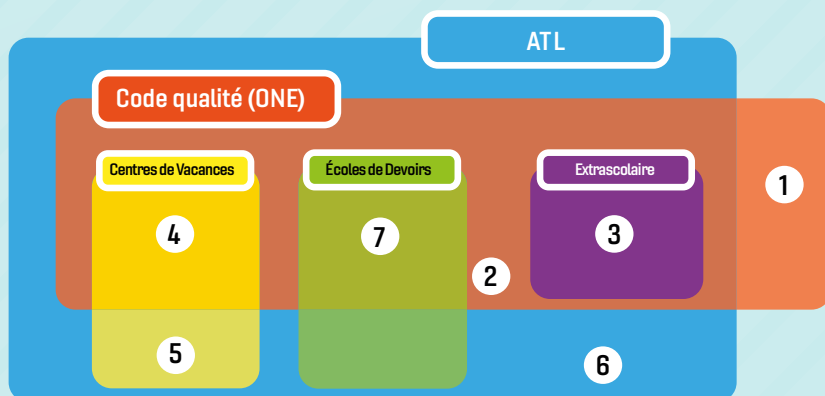 ATL
Code qualité (ONE)
Centres de Vacances
Écoles de Devoirs
Extrascolaire
1
4
7
3
2
5
6